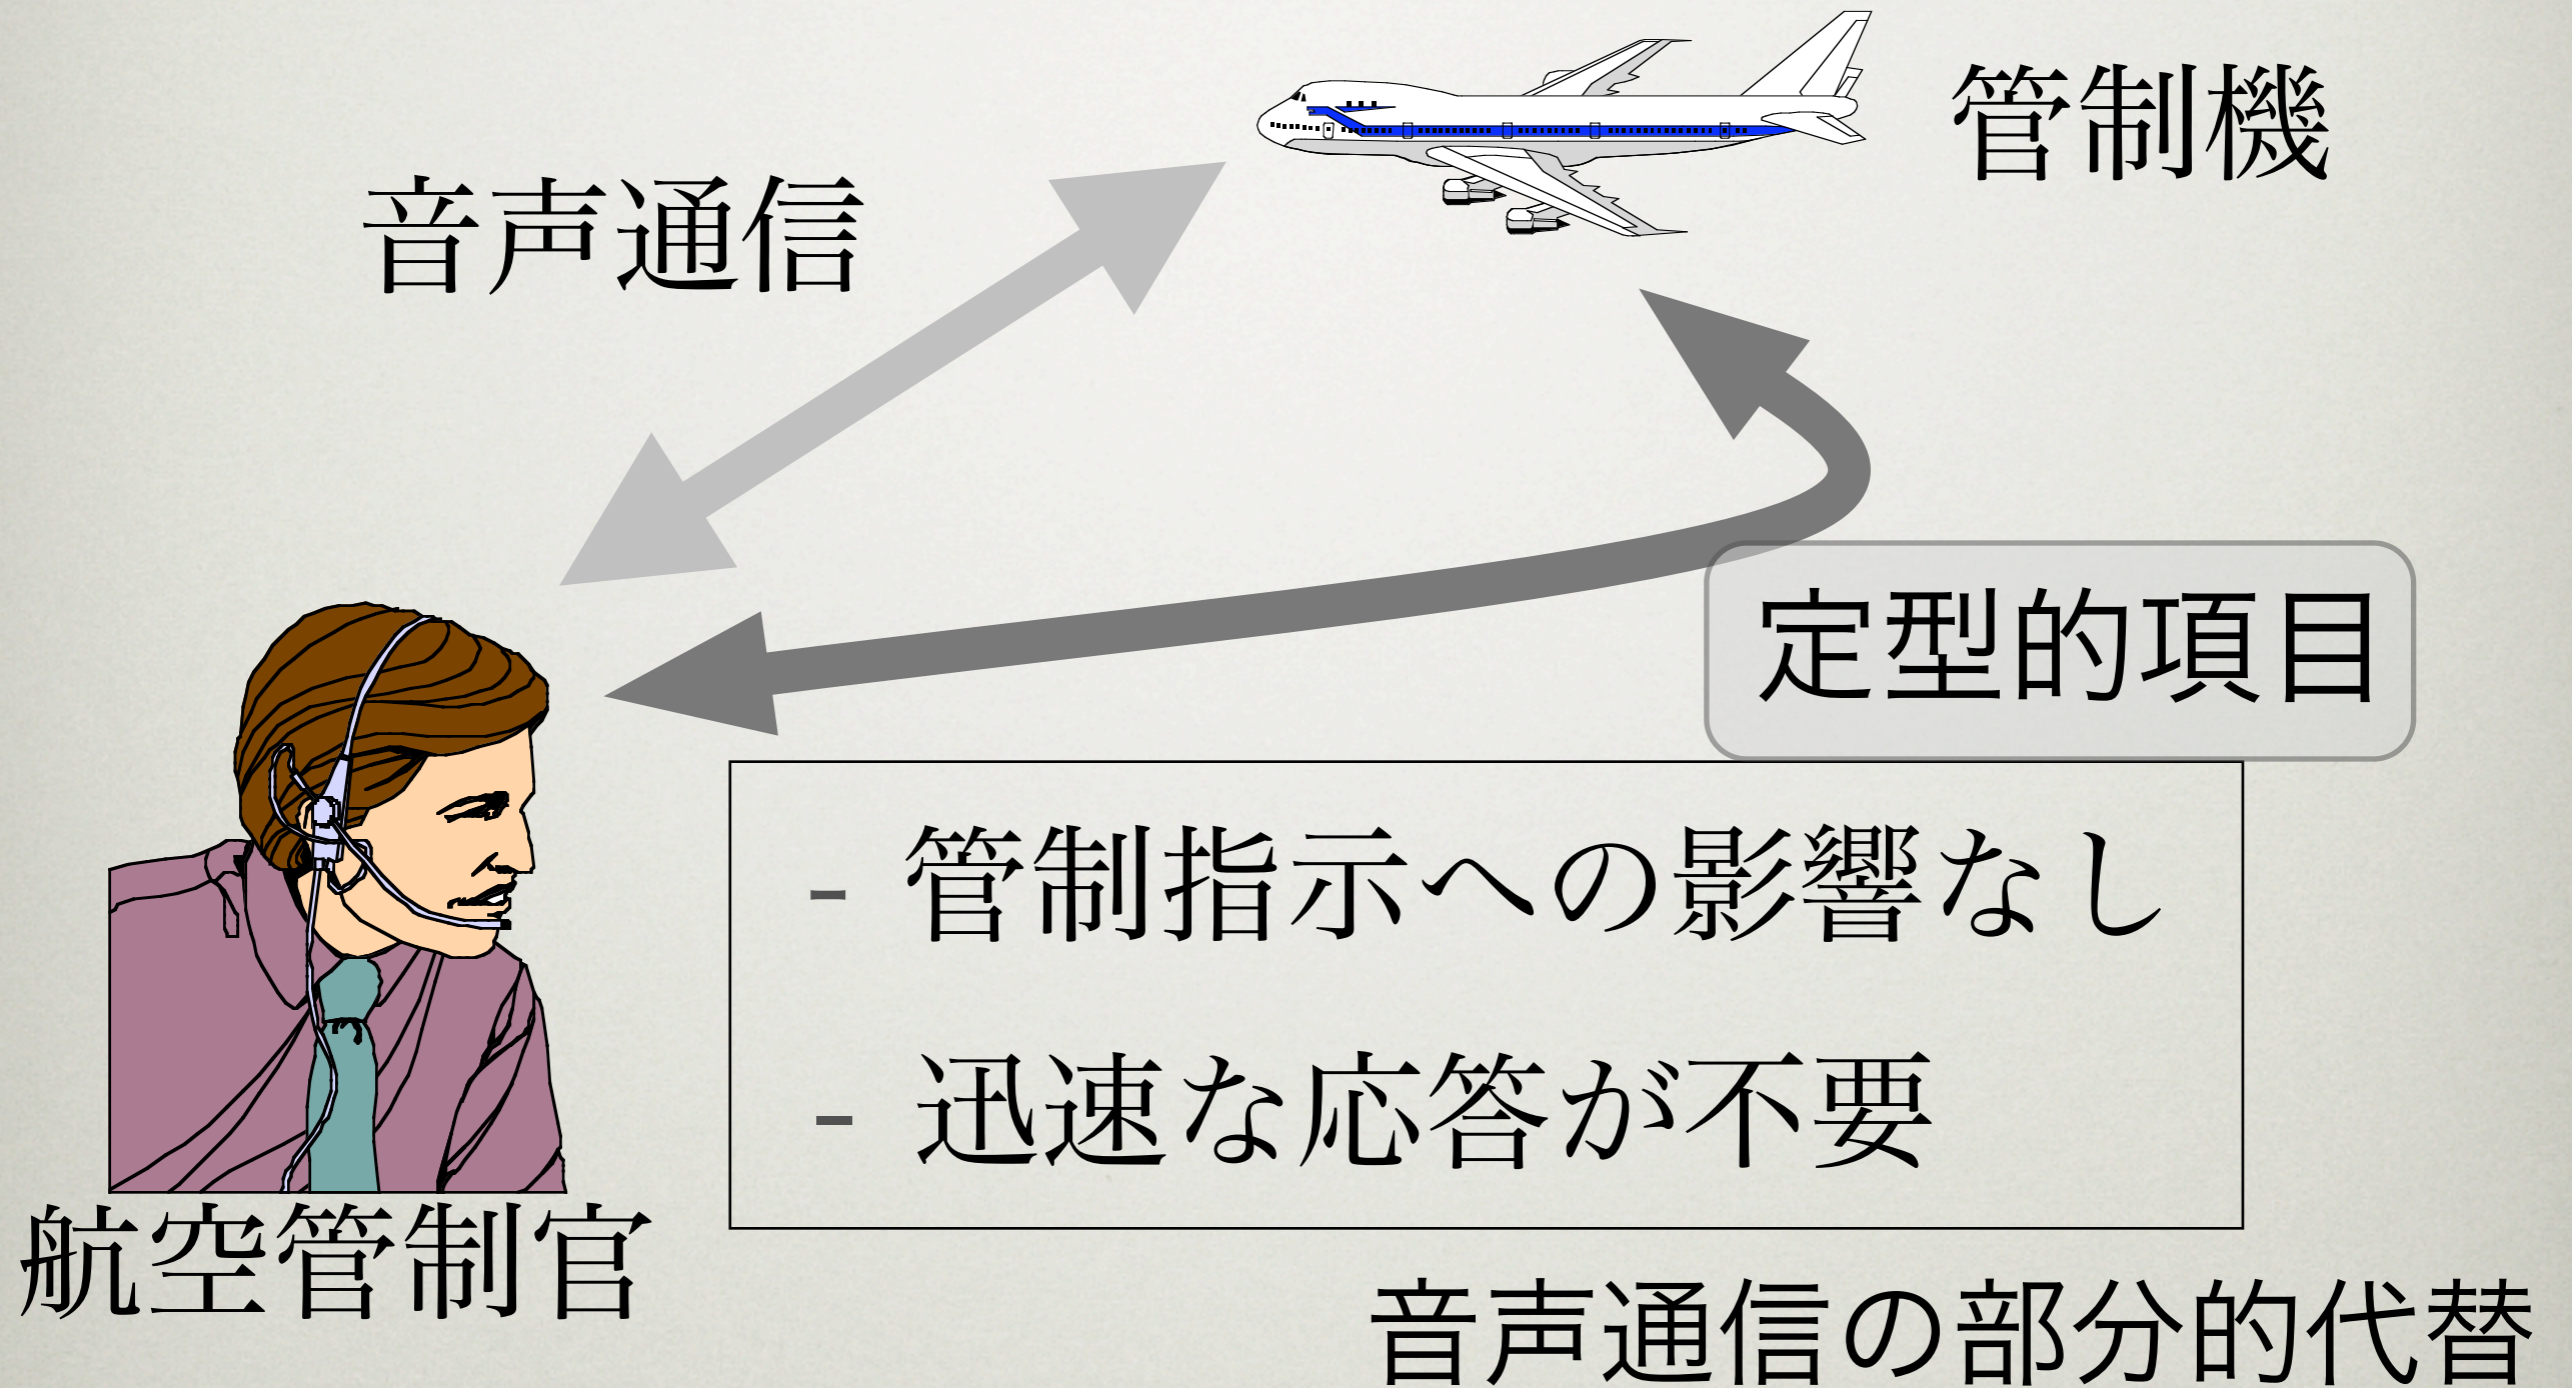 管制機
音声通信
定型的項目
- 管制指示への影響なし
- 迅速な応答が不要
航空管制官
音声通信の部分的代替